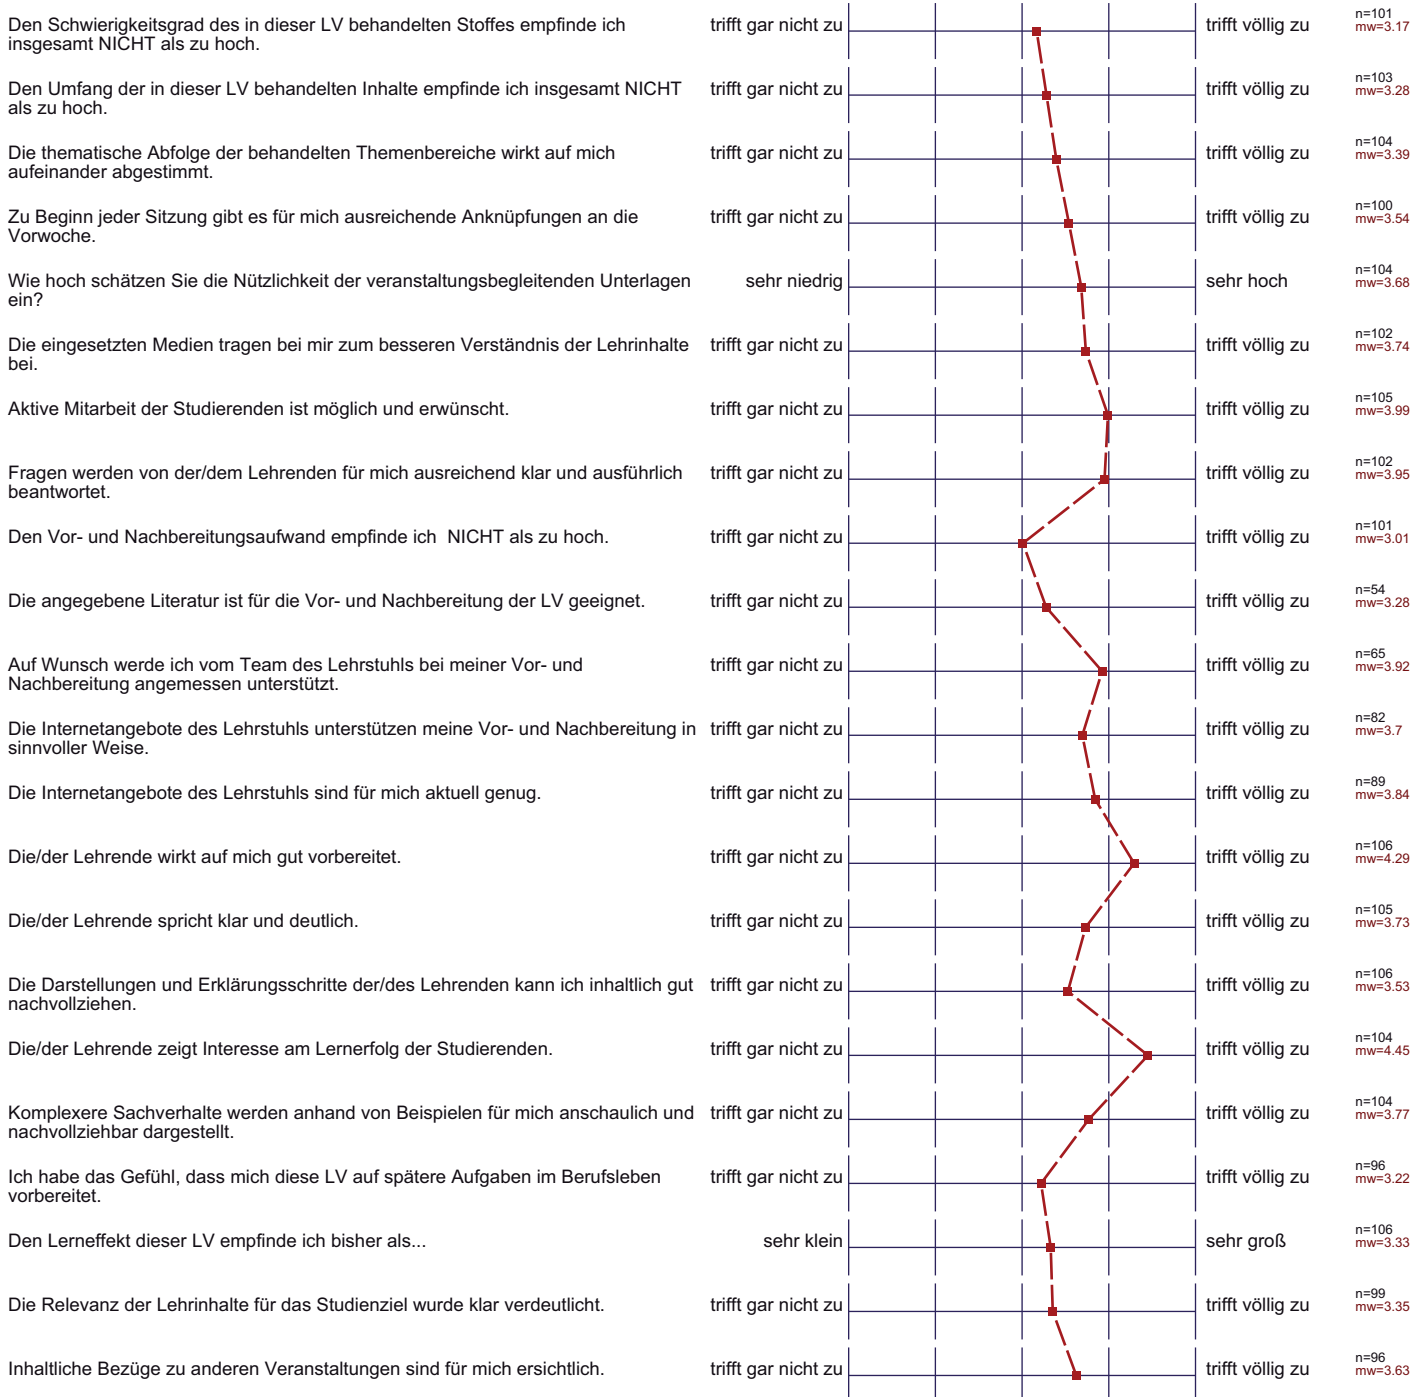 Den Schwierigkeitsgrad des in dieser LV behandelten Stoffes empfinde ich
insgesamt NICHT als zu hoch.
trifft gar nicht zu
trifft völlig zu
n=101
mw=3.17
Den Umfang der in dieser LV behandelten Inhalte empfinde ich insgesamt NICHT
als zu hoch.
trifft gar nicht zu
trifft völlig zu
n=103
mw=3.28
Die thematische Abfolge der behandelten Themenbereiche wirkt auf mich
aufeinander abgestimmt.
trifft gar nicht zu
trifft völlig zu
n=104
mw=3.39
Zu Beginn jeder Sitzung gibt es für mich ausreichende Anknüpfungen an die
Vorwoche.
trifft gar nicht zu
trifft völlig zu
n=100
mw=3.54
Wie hoch schätzen Sie die Nützlichkeit der veranstaltungsbegleitenden Unterlagen
ein?
sehr niedrig
sehr hoch
n=104
mw=3.68
Die eingesetzten Medien tragen bei mir zum besseren Verständnis der Lehrinhalte
bei.
trifft gar nicht zu
trifft völlig zu
n=102
mw=3.74
Aktive Mitarbeit der Studierenden ist möglich und erwünscht.
trifft gar nicht zu
trifft völlig zu
n=105
mw=3.99
Fragen werden von der/dem Lehrenden für mich ausreichend klar und ausführlich
beantwortet.
trifft gar nicht zu
trifft völlig zu
n=102
mw=3.95
Den Vor- und Nachbereitungsaufwand empfinde ich  NICHT als zu hoch.
trifft gar nicht zu
trifft völlig zu
n=101
mw=3.01
Die angegebene Literatur ist für die Vor- und Nachbereitung der LV geeignet.
trifft gar nicht zu
trifft völlig zu
n=54
mw=3.28
Auf Wunsch werde ich vom Team des Lehrstuhls bei meiner Vor- und
Nachbereitung angemessen unterstützt.
trifft gar nicht zu
trifft völlig zu
n=65
mw=3.92
Die Internetangebote des Lehrstuhls unterstützen meine Vor- und Nachbereitung in
sinnvoller Weise.
trifft gar nicht zu
trifft völlig zu
n=82
mw=3.7
Die Internetangebote des Lehrstuhls sind für mich aktuell genug.
trifft gar nicht zu
trifft völlig zu
n=89
mw=3.84
Die/der Lehrende wirkt auf mich gut vorbereitet.
trifft gar nicht zu
trifft völlig zu
n=106
mw=4.29
Die/der Lehrende spricht klar und deutlich.
trifft gar nicht zu
trifft völlig zu
n=105
mw=3.73
Die Darstellungen und Erklärungsschritte der/des Lehrenden kann ich inhaltlich gut
nachvollziehen.
trifft gar nicht zu
trifft völlig zu
n=106
mw=3.53
Die/der Lehrende zeigt Interesse am Lernerfolg der Studierenden.
trifft gar nicht zu
trifft völlig zu
n=104
mw=4.45
Komplexere Sachverhalte werden anhand von Beispielen für mich anschaulich und
nachvollziehbar dargestellt.
trifft gar nicht zu
trifft völlig zu
n=104
mw=3.77
Ich habe das Gefühl, dass mich diese LV auf spätere Aufgaben im Berufsleben
vorbereitet.
trifft gar nicht zu
trifft völlig zu
n=96
mw=3.22
Den Lerneffekt dieser LV empfinde ich bisher als...
sehr klein
sehr groß
n=106
mw=3.33
Die Relevanz der Lehrinhalte für das Studienziel wurde klar verdeutlicht.
trifft gar nicht zu
trifft völlig zu
n=99
mw=3.35
Inhaltliche Bezüge zu anderen Veranstaltungen sind für mich ersichtlich.
trifft gar nicht zu
trifft völlig zu
n=96
mw=3.63